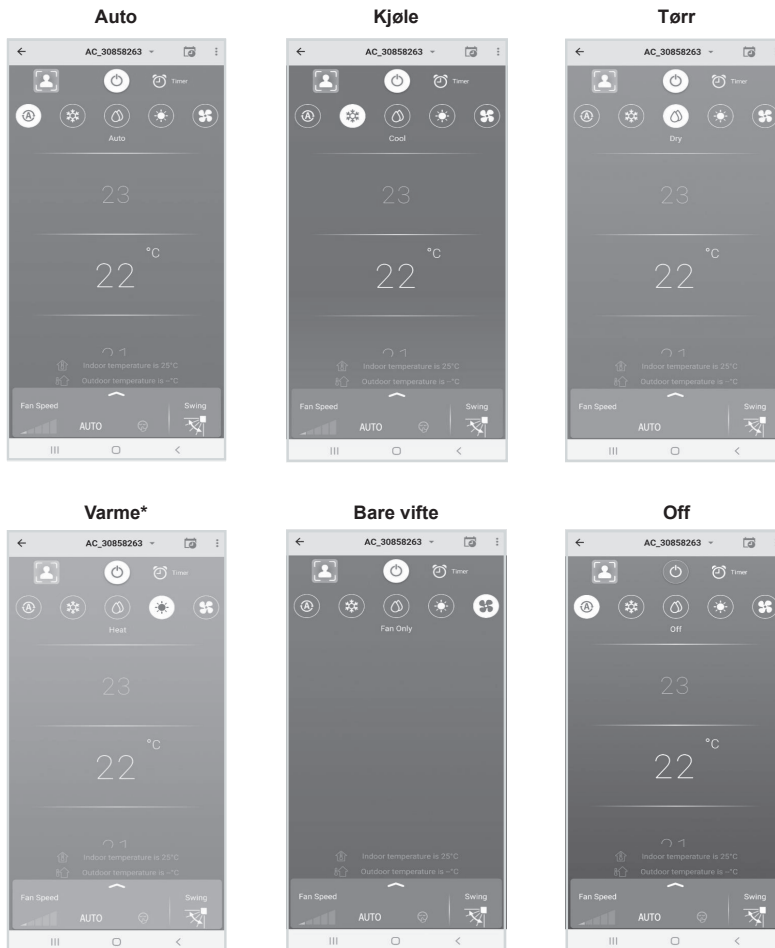 Auto
AC_30858263
Timer
Auto
23
°C
22
21
Indoor temperature is 25°C
Outdoor temperature is --°C
Fan Speed
Swing
AUTO
Kjøle
AC_30858263
Timer
Cool
23
°C
22
21
Indoor temperature is 25°C
Outdoor temperature is --°C
Fan Speed
Swing
AUTO
Tørr
AC_30858263
Timer
Dry
23
°C
22
21
Indoor temperature is 25°C
Outdoor temperature is --°C
Fan Speed
Swing
AUTO
Varme*
AC_30858263
Timer
Heat
23
°C
22
21
Indoor temperature is 25°C
Outdoor temperature is --°C
Fan Speed
Swing
AUTO
Bare vifte
AC_30858263
Timer
Fan Only
Indoor temperature is 25°C
Outdoor temperature is --°C
Fan Speed
Swing
AUTO
Off
AC_30858263
Timer
Off
23
°C
22
21
Indoor temperature is 25°C
Outdoor temperature is --°C
Fan Speed
Swing
AUTO